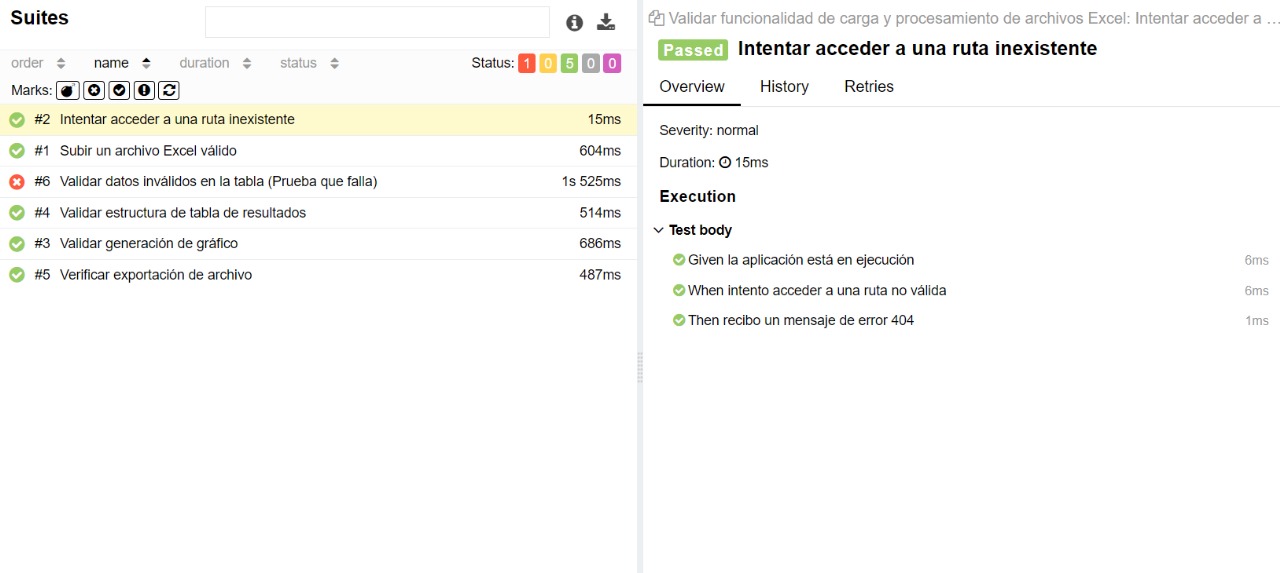 Suites
order name duration status Status: 1 0 5 0 0
Marks:
#2 Intentar acceder a una ruta inexistente 15ms
#1 Subir un archivo Excel válido 604ms
#6 Validar datos inválidos en la tabla (Prueba que falla) 1s 525ms
#4 Validar estructura de tabla de resultados 514ms
#3 Validar generación de gráfico 686ms
#5 Verificar exportación de archivo 487ms
Validar funcionalidad de carga y procesamiento de archivos Excel: Intentar acceder a ...
Passed Intentar acceder a una ruta inexistente
Overview History Retries
Severity: normal
Duration: 15ms
Execution
Test body
Given la aplicación está en ejecución 6ms
When intento acceder a una ruta no válida 6ms
Then recibo un mensaje de error 404 1ms